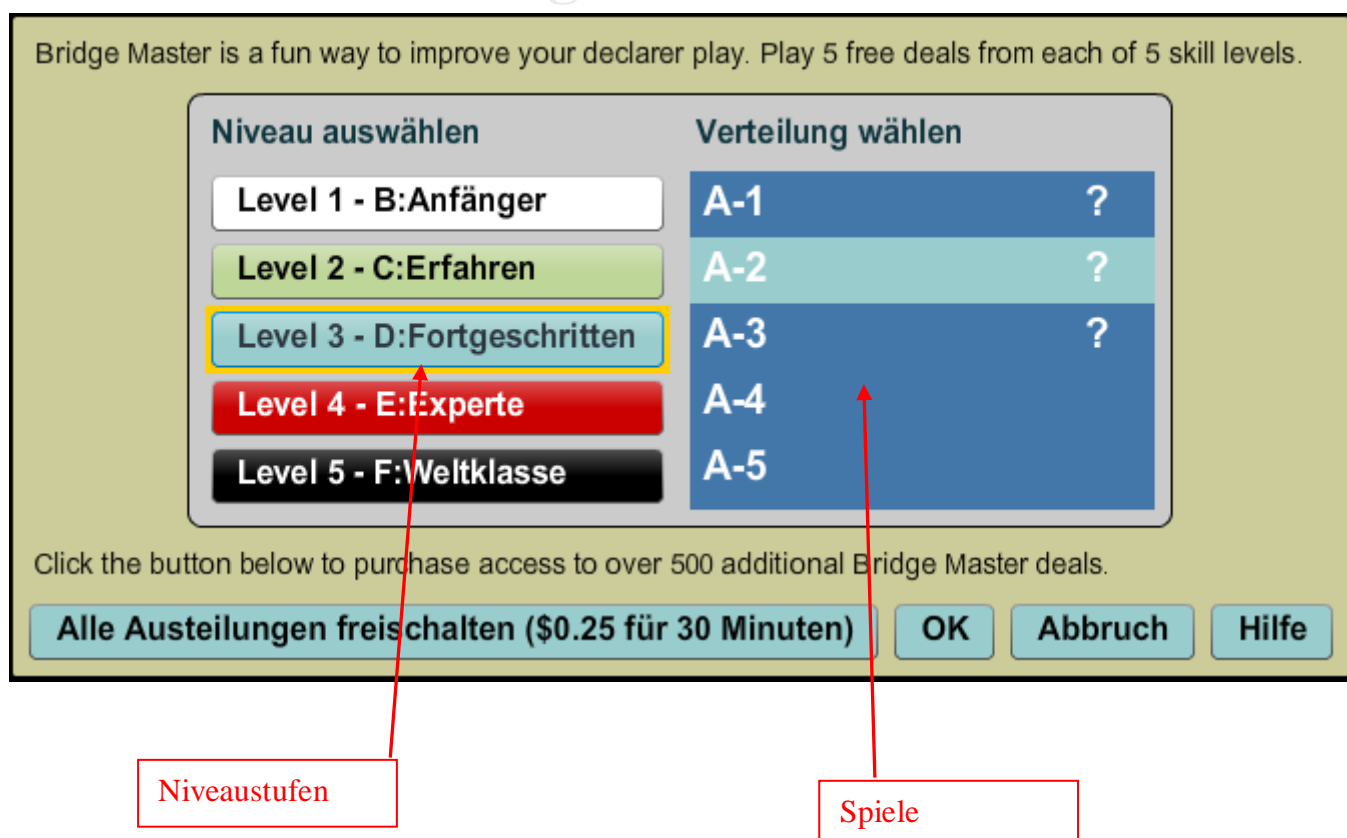 Bridge Master is a fun way to improve your declarer play. Play 5 free deals from each of 5 skill levels.
Niveau auswählen
Verteilung wählen
Level 1 - B:Anfänger
A-1 ?
Level 2 - C:Erfahren
A-2 ?
Level 3 - D:Fortgeschritten
A-3 ?
Level 4 - E:Experte
A-4
Level 5 - F:Weltklasse
A-5
Click the button below to purchase access to over 500 additional Bridge Master deals.
Alle Austeilungen freischalten ($0.25 für 30 Minuten)
OK
Abbruch
Hilfe
Niveaustufen
Spiele